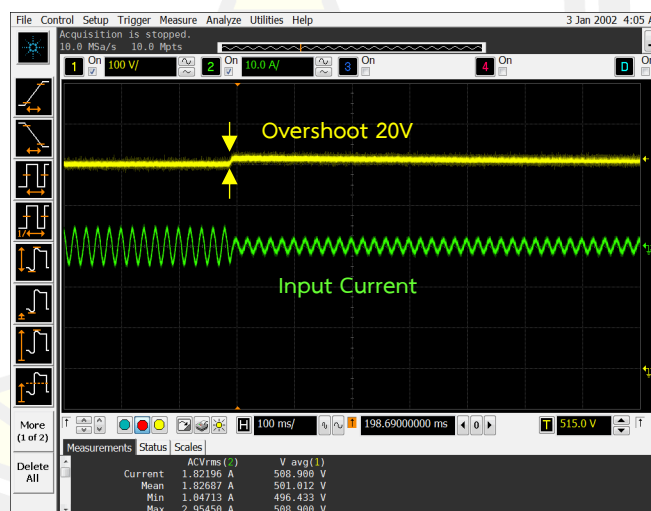 File Control Setup Trigger Measure Analyze Utilities Help 3 Jan 2002 4:05 A
Acquisition is stopped.
10.0 MSa/s 10.0 Mpts
1 On 100 V/ 2 On 10.0 A/ 3 On 4 On D On
Overshoot 20V
Input Current
More
(1 of 2)
Delete
All
H 100 ms/ 198.69000000 ms 0 T 515.0 V
Measurements Status Scales
ACVrms(2) V avg(1)
Current 1.82196 A 508.900 V
Mean 1.82687 A 501.012 V
Min 1.04713 A 496.433 V
Max 2.95450 A 508.900 V